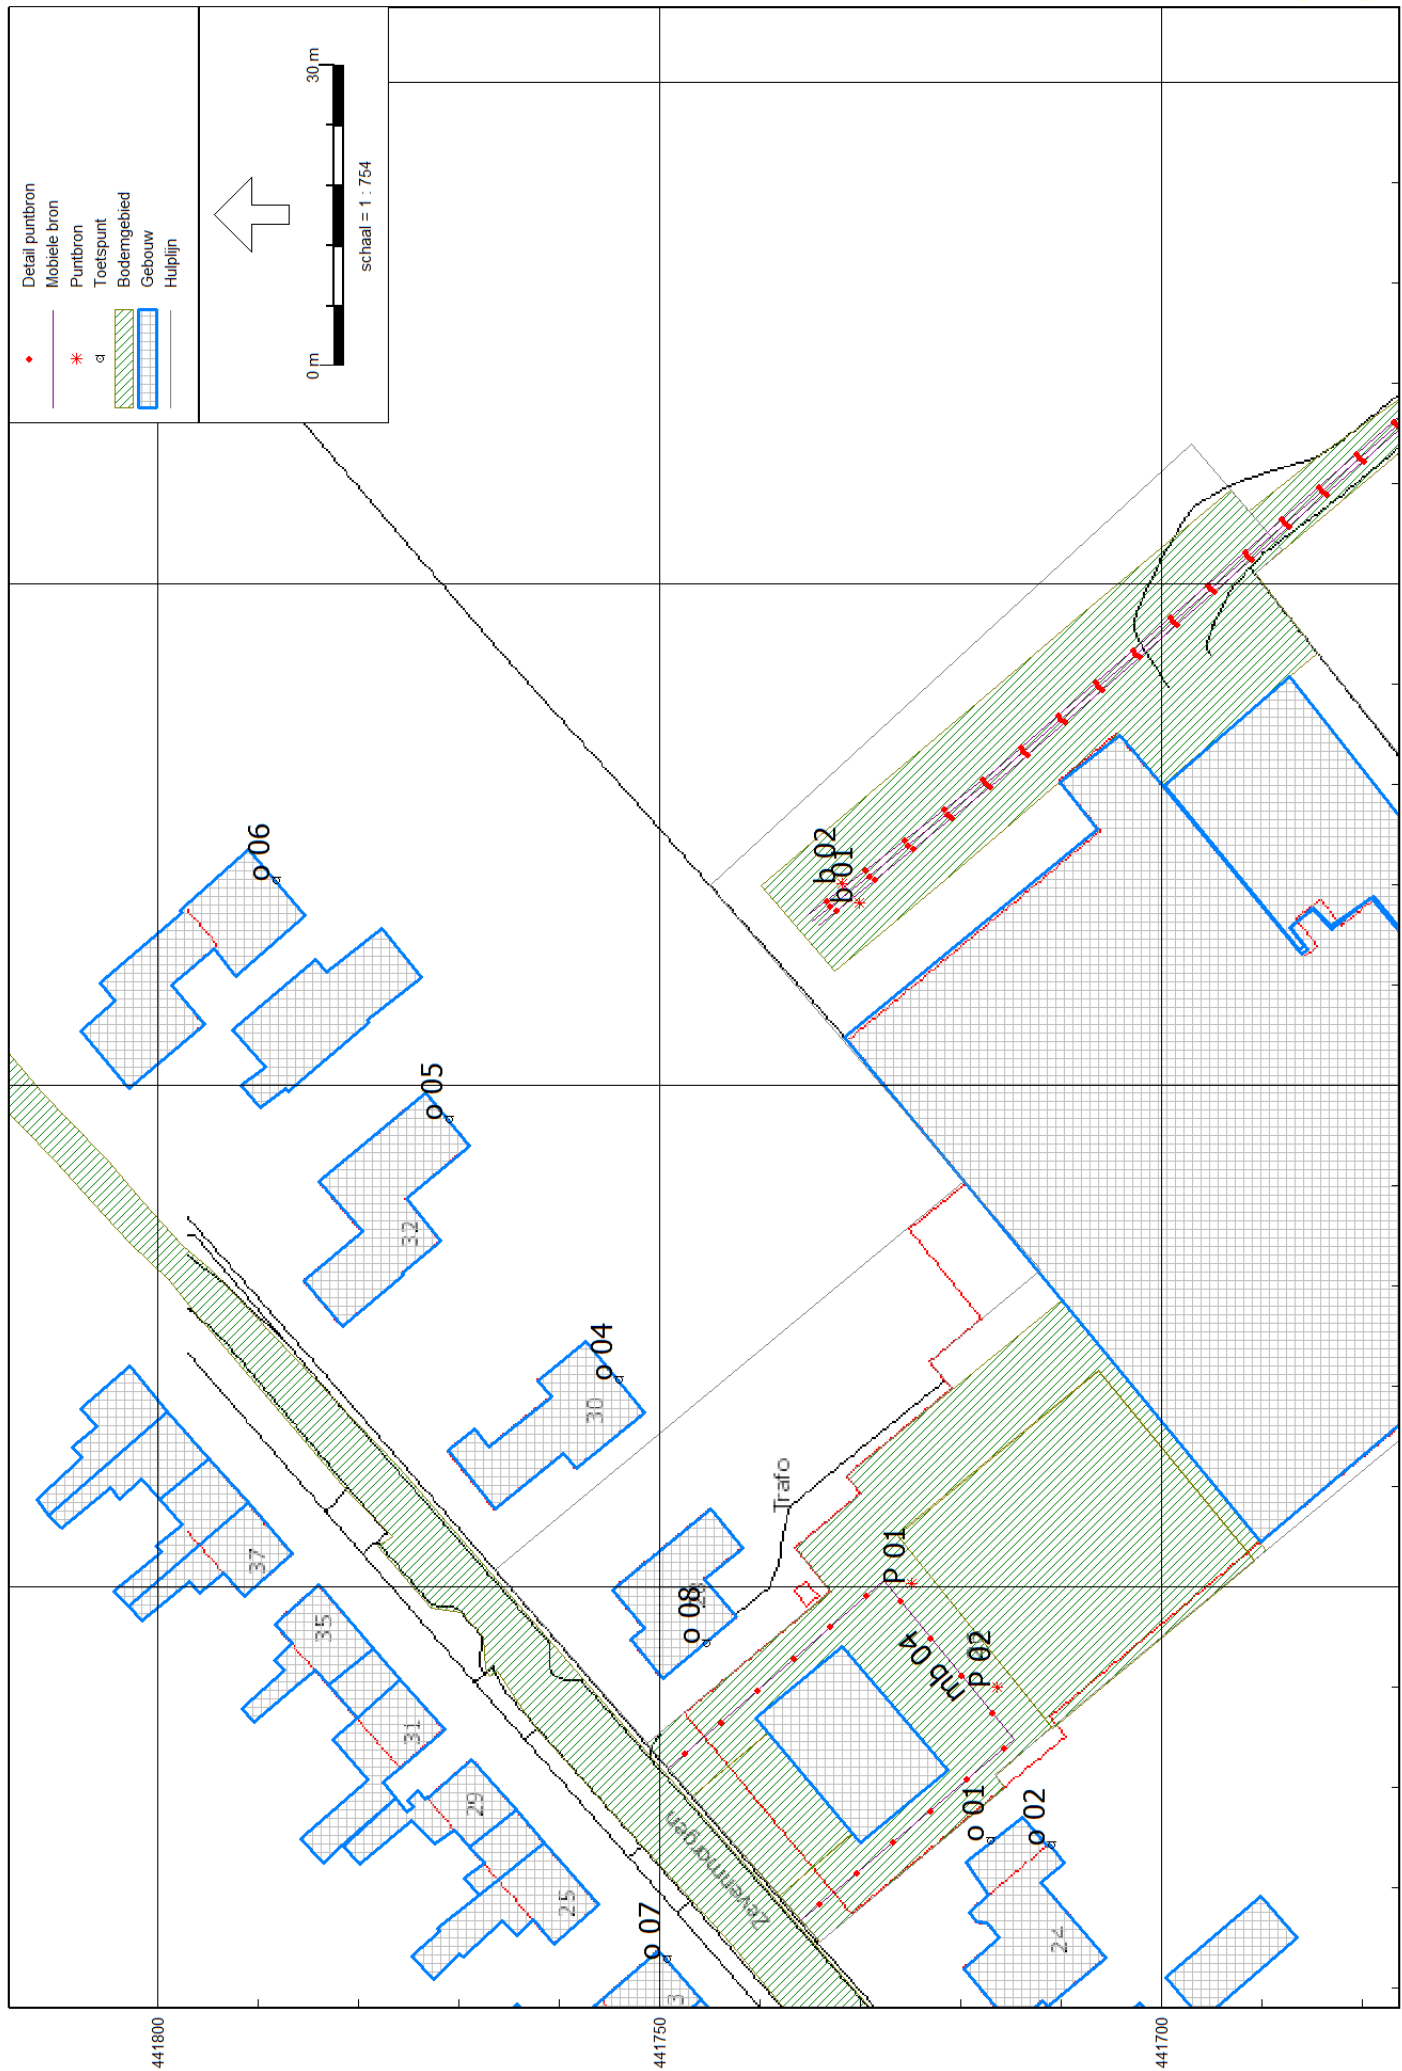 Detail puntbron
Mobiele bron
Puntbron
Toetspunt
Bodemgebied
Gebouw
Hulplijn
0 m
30 m
schaal = 1 : 754
o 06
o 05
32
o 04
30
b 02
b 01
37
35
31
29
25
Trafo
o 08
P 01
mb 04
P 02
Zevenmorgen
o 07
3
o 01
o 02
24
441800
441750
441700